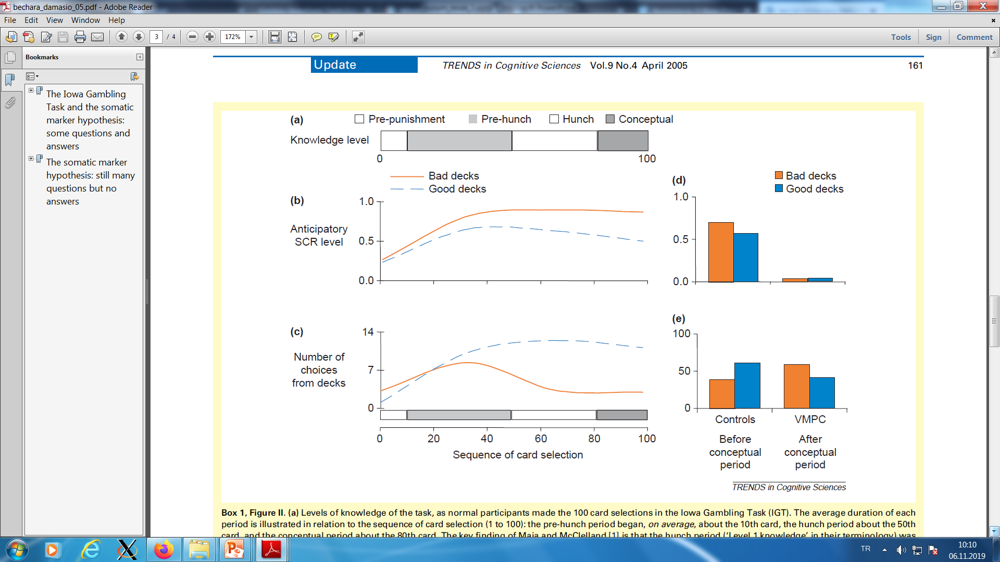 bechara_damasio_05.pdf - Adobe Reader
File Edit View Window Help
3 / 4 172% Tools Sign Comment
Bookmarks
The Iowa Gambling
Task and the somatic
marker hypothesis:
some questions and
answers
The somatic marker
hypothesis: still many
questions but no
answers
Update TRENDS in Cognitive Sciences Vol.9 No.4 April 2005 161
(a) Pre-punishment Pre-hunch Hunch Conceptual
Knowledge level
0 100
Bad decks
Good decks
(b)
Anticipatory
SCR level
1.0
0.5
0.0
(d)
Bad decks
Good decks
1.0
0.5
0.0
(c)
Number of
choices
from decks
14
7
0
0 20 40 60 80 100
Sequence of card selection
(e)
100
50
0
Controls VMPC
Before
conceptual
period
After
conceptual
period
TRENDS in Cognitive Sciences
Box 1, Figure II. (a) Levels of knowledge of the task, as normal participants made the 100 card selections in the Iowa Gambling Task (IGT). The average duration of each
period is illustrated in relation to the sequence of card selection (1 to 100): the pre-hunch period began, on average, about the 10th card, the hunch period about the 50th
card, and the conceptual period about the 80th card. The key finding of Maia and McClelland [1] is that the hunch period ('Level 1 knowledge' in their terminology) was
TR 10:10
06.11.2019